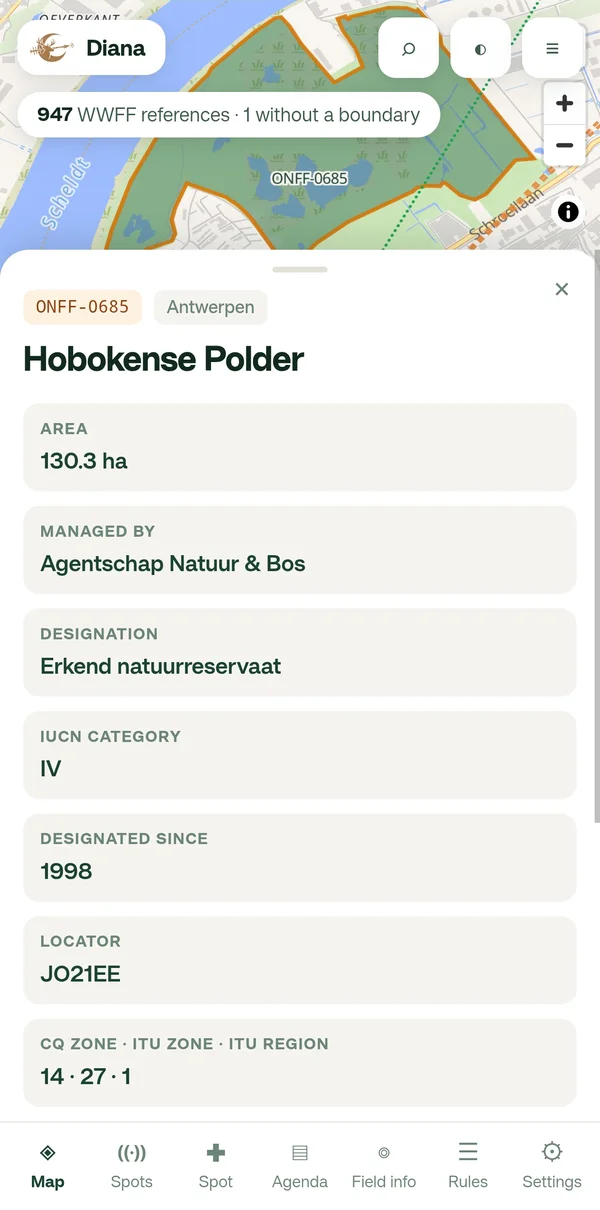 OEVERKANT
Diana
947 WWFF references · 1 without a boundary
ONFF-0685
Scheldt
Schroeilaan
ONFF-0685
Antwerpen
Hobokense Polder
AREA
130.3 ha
MANAGED BY
Agentschap Natuur & Bos
DESIGNATION
Erkend natuurreservaat
IUCN CATEGORY
IV
DESIGNATED SINCE
1998
LOCATOR
JO21EE
CQ ZONE · ITU ZONE · ITU REGION
14 · 27 · 1
Map
Spots
Spot
Agenda
Field info
Rules
Settings